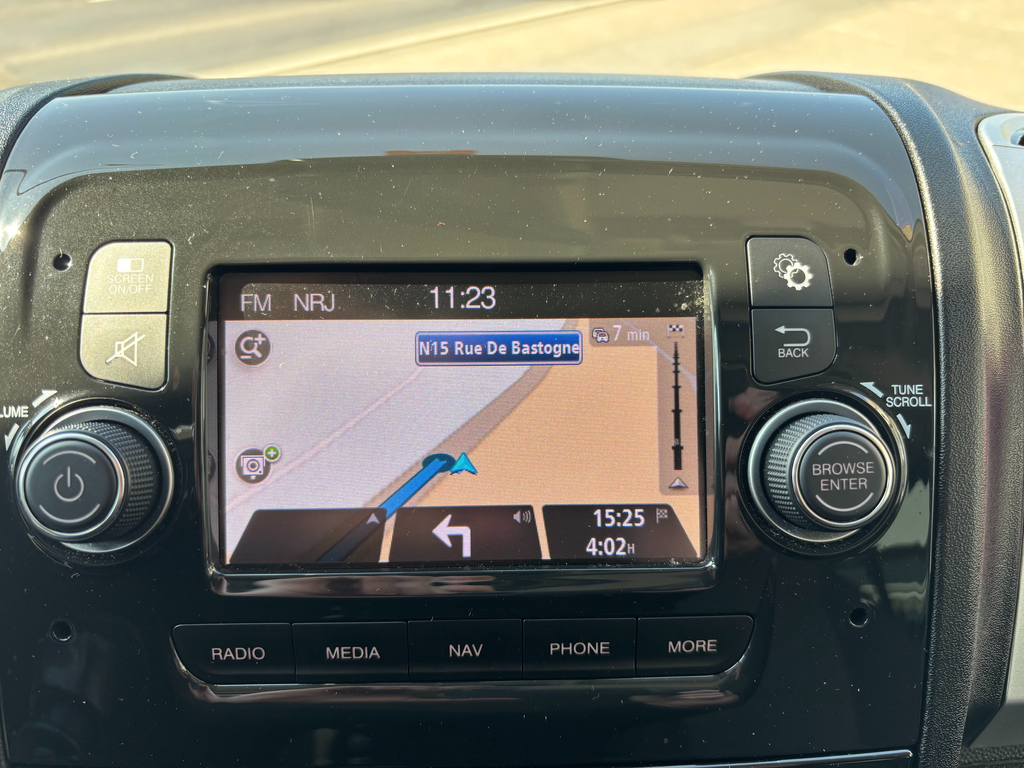 SCREEN
ON/OFF
FM NRJ 11:23
N15 Rue De Bastogne
7 min
BACK
LUME
TUNE
SCROLL
BROWSE
ENTER
15:25
4:02H
RADIO MEDIA NAV PHONE MORE